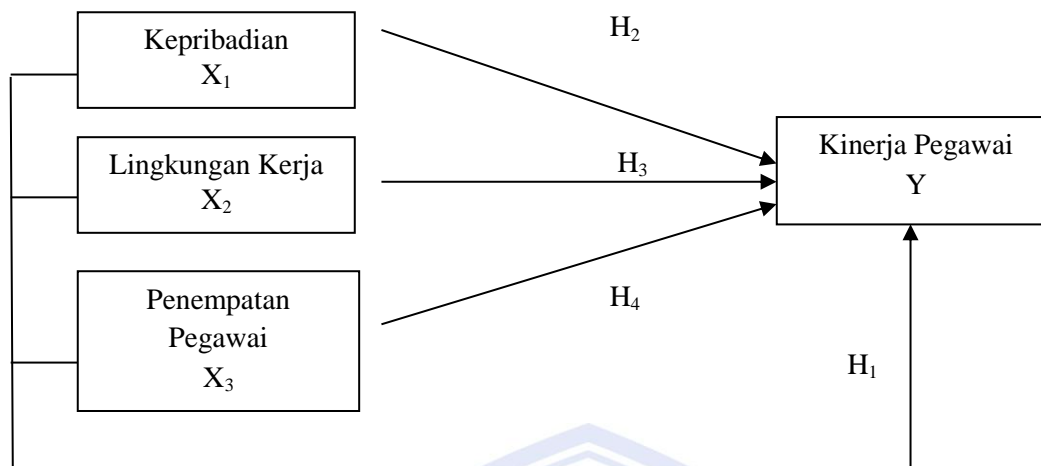 Kepribadian
X₁
H₂
Lingkungan Kerja
X₂
H₃
Kinerja Pegawai
Y
Penempatan
Pegawai
X₃
H₄
H₁